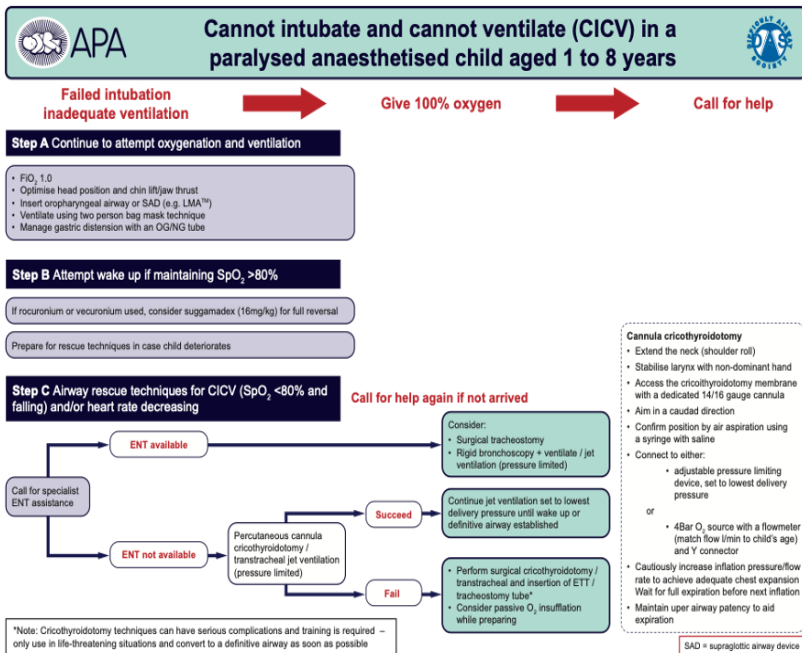 APA
Cannot intubate and cannot ventilate (CICV) in a
paralysed anaesthetised child aged 1 to 8 years
DIFFICULT AIRWAY SOCIETY
DAS
Failed intubation
inadequate ventilation
Give 100% oxygen
Call for help
Step A Continue to attempt oxygenation and ventilation
• FiO2 1.0
• Optimise head position and chin lift/jaw thrust
• Insert oropharyngeal airway or SAD (e.g. LMA™)
• Ventilate using two person bag mask technique
• Manage gastric distension with an OG/NG tube
Step B Attempt wake up if maintaining SpO2 >80%
If rocuronium or vecuronium used, consider suggamadex (16mg/kg) for full reversal
Prepare for rescue techniques in case child deteriorates
Step C Airway rescue techniques for CICV (SpO2 <80% and
falling) and/or heart rate decreasing
Call for help again if not arrived
Call for specialist
ENT assistance
ENT available
Consider:
• Surgical tracheostomy
• Rigid bronchoscopy + ventilate / jet
ventilation (pressure limited)
ENT not available
Percutaneous cannula
cricothyroidotomy /
transtracheal jet ventilation
(pressure limited)
Succeed
Continue jet ventilation set to lowest
delivery pressure until wake up or
definitive airway established
Fail
• Perform surgical cricothyroidotomy /
transtracheal and insertion of ETT /
tracheostomy tube*
• Consider passive O2 insufflation
while preparing
Cannula cricothyroidotomy
• Extend the neck (shoulder roll)
• Stabilise larynx with non-dominant hand
• Access the cricoithyroidotomy membrane
with a dedicated 14/16 gauge cannula
• Aim in a caudad direction
• Confirm position by air aspiration using
a syringe with saline
• Connect to either:
• adjustable pressure limiting
device, set to lowest delivery
pressure
or
• 4Bar O2 source with a flowmeter
(match flow l/min to child's age)
and Y connector
• Cautiously increase inflation pressure/flow
rate to achieve adequate chest expansion
Wait for full expiration before next inflation
• Maintain uper airway patency to aid
expiration
*Note: Cricothyroidotomy techniques can have serious complications and training is required –
only use in life-threatening situations and convert to a definitive airway as soon as possible
SAD = supraglottic airway device